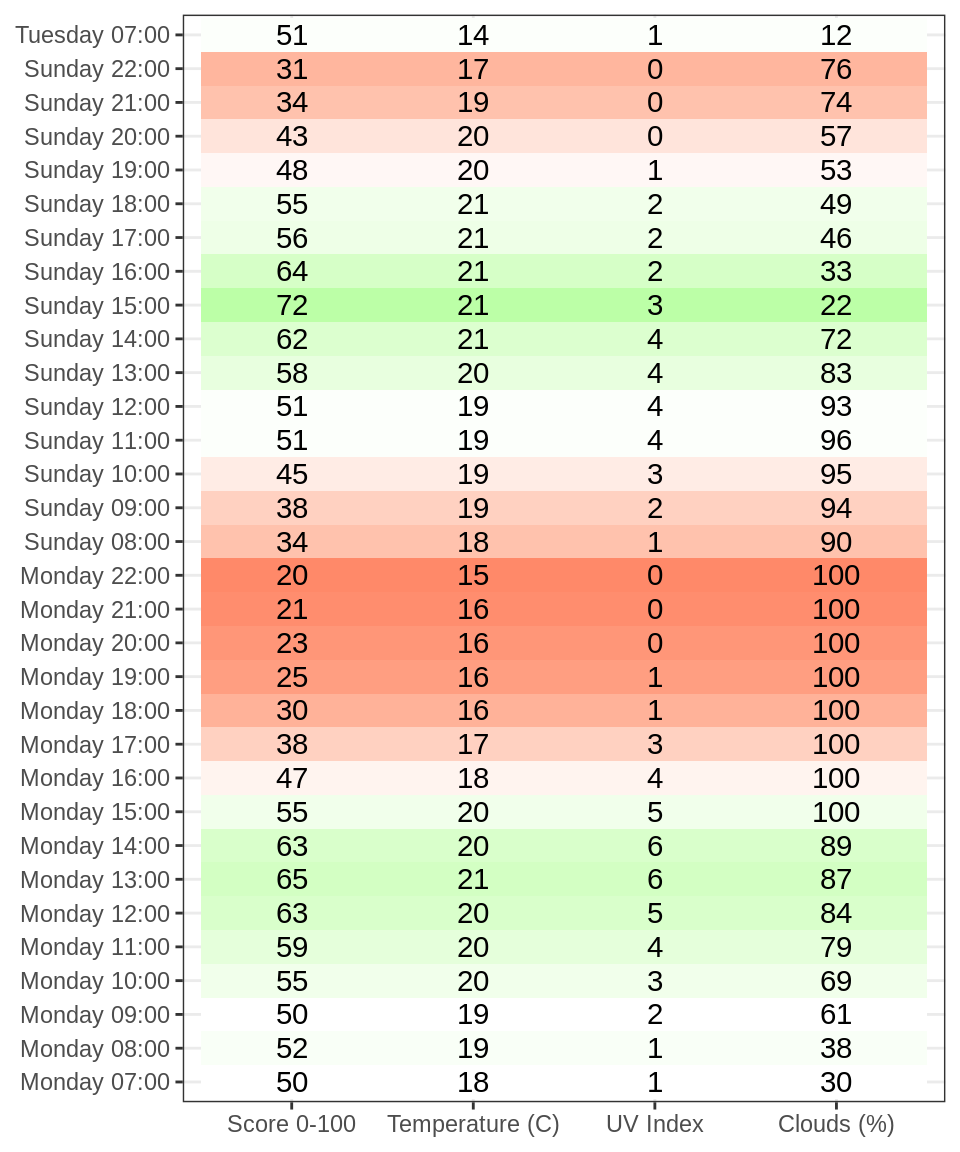 Tuesday 07:00 51 14 1 12
Sunday 22:00 31 17 0 76
Sunday 21:00 34 19 0 74
Sunday 20:00 43 20 0 57
Sunday 19:00 48 20 1 53
Sunday 18:00 55 21 2 49
Sunday 17:00 56 21 2 46
Sunday 16:00 64 21 2 33
Sunday 15:00 72 21 3 22
Sunday 14:00 62 21 4 72
Sunday 13:00 58 20 4 83
Sunday 12:00 51 19 4 93
Sunday 11:00 51 19 4 96
Sunday 10:00 45 19 3 95
Sunday 09:00 38 19 2 94
Sunday 08:00 34 18 1 90
Monday 22:00 20 15 0 100
Monday 21:00 21 16 0 100
Monday 20:00 23 16 0 100
Monday 19:00 25 16 1 100
Monday 18:00 30 16 1 100
Monday 17:00 38 17 3 100
Monday 16:00 47 18 4 100
Monday 15:00 55 20 5 100
Monday 14:00 63 20 6 89
Monday 13:00 65 21 6 87
Monday 12:00 63 20 5 84
Monday 11:00 59 20 4 79
Monday 10:00 55 20 3 69
Monday 09:00 50 19 2 61
Monday 08:00 52 19 1 38
Monday 07:00 50 18 1 30
Score 0-100 Temperature (C) UV Index Clouds (%)